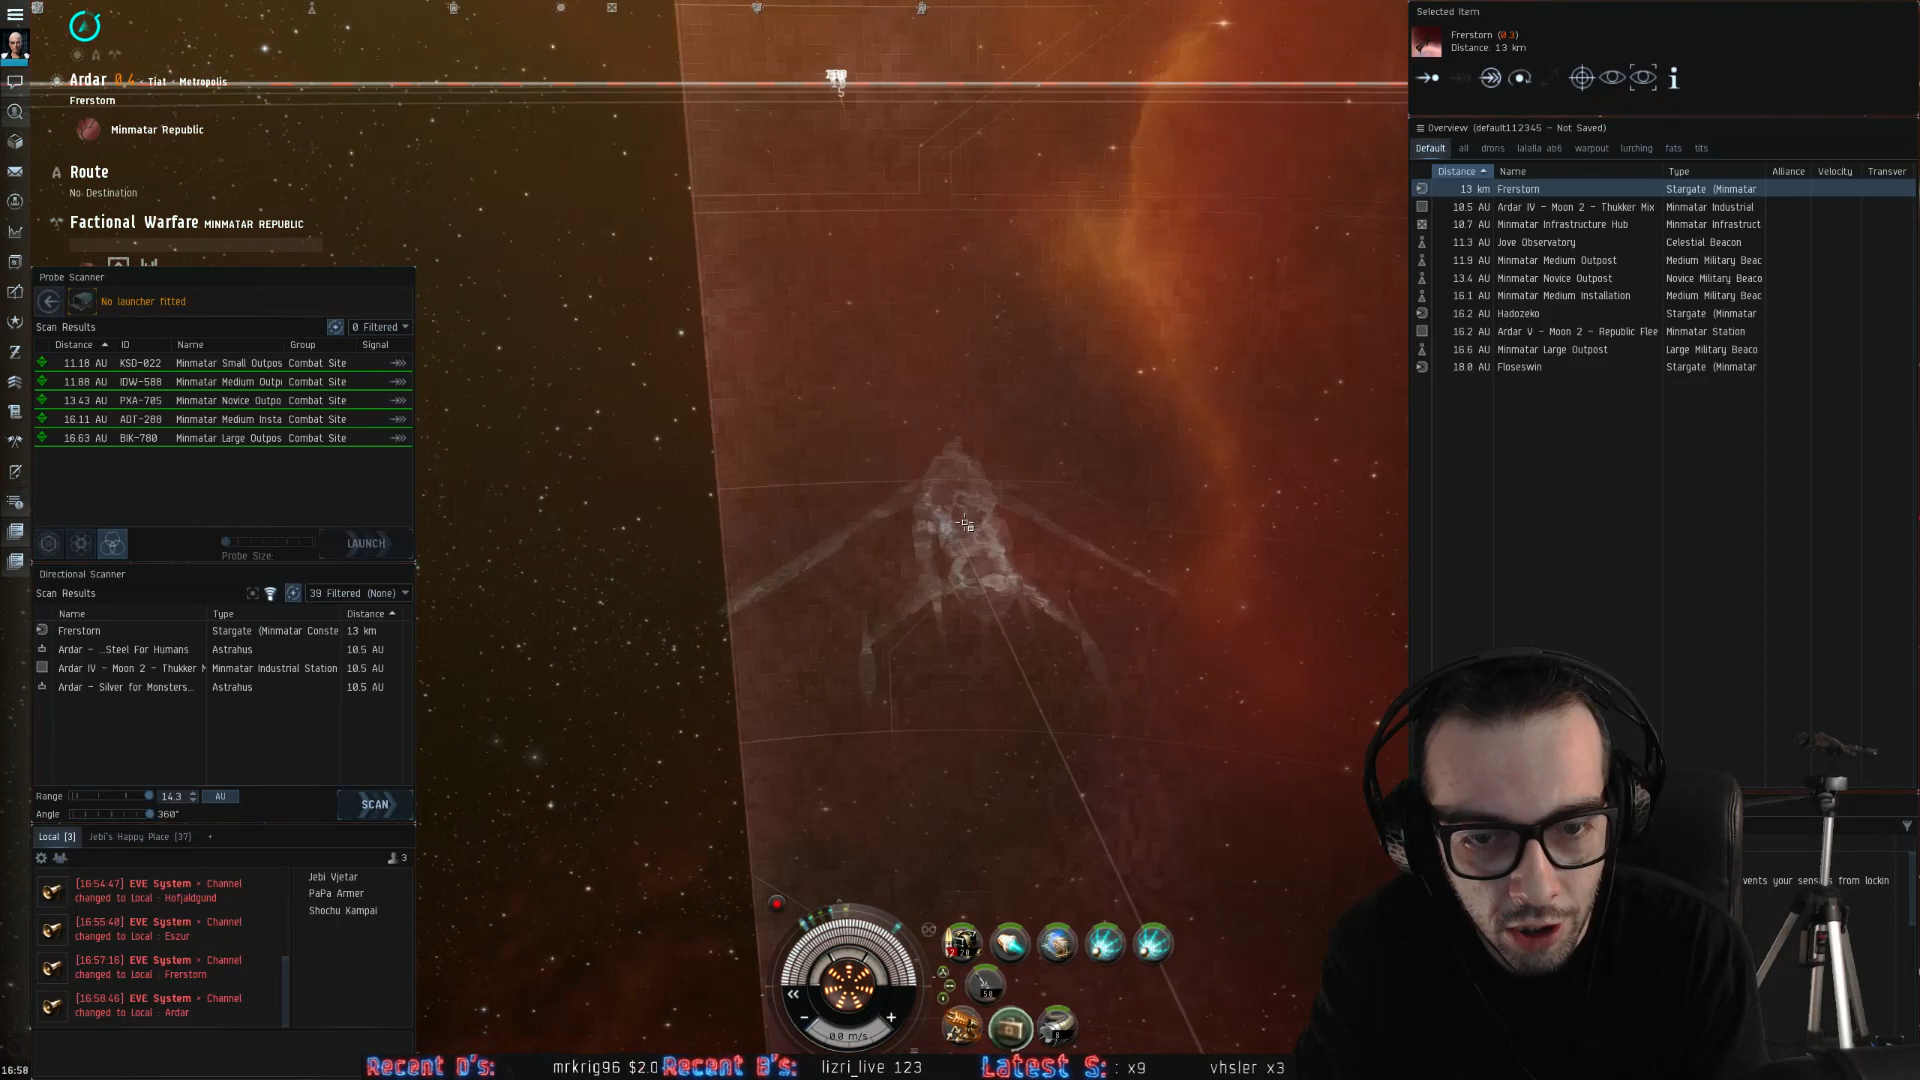 Ardar 0.4 < Tiat < Metropolis
Frerstorn
Minmatar Republic
Route
No Destination
Factional Warfare MINMATAR REPUBLIC
Probe Scanner
No launcher fitted
Scan Results
0 Filtered
Distance ID Name Group Signal
11.18 AU KSD-022 Minmatar Small Outpos Combat Site
11.88 AU IDW-588 Minmatar Medium Outp Combat Site
13.43 AU PXA-705 Minmatar Novice Outpo Combat Site
16.11 AU ADT-288 Minmatar Medium Insta Combat Site
16.63 AU BIK-780 Minmatar Large Outpos Combat Site
Probe Size:
LAUNCH
Directional Scanner
Scan Results
39 Filtered (None)
Name Type Distance
Frerstorn Stargate (Minmatar Conste 13 km
Ardar - ...Steel For Humans Astrahus 10.5 AU
Ardar IV - Moon 2 - Thukker M Minmatar Industrial Station 10.5 AU
Ardar - Silver for Monsters... Astrahus 10.5 AU
Range 14.3 AU
Angle 360°
SCAN
Local [3] Jebi's Happy Place [37] +
3
[16:54:47] EVE System > Channel
changed to Local : Hofjaldgund
[16:55:40] EVE System > Channel
changed to Local : Eszur
[16:57:16] EVE System > Channel
changed to Local : Frerstorn
[16:58:46] EVE System > Channel
changed to Local : Ardar
Jebi Vjetar
PaPa Armer
Shochu Kampai
16:58
0.0 m/s
50
8
Recent D's: mrkrig96 $2.0 Recent B's: lizri_live 123 Latest S: : x9 vhsler x3
Selected Item
Frerstorn (0.3)
Distance: 13 km
Overview (default112345 - Not Saved)
Default all drons lalalla ab6 warpout lurching fats tits
Distance Name Type Alliance Velocity Transver
13 km Frerstorn Stargate (Minmatar
10.5 AU Ardar IV - Moon 2 - Thukker Mix Minmatar Industrial
10.7 AU Minmatar Infrastructure Hub Minmatar Infrastruct
11.3 AU Jove Observatory Celestial Beacon
11.9 AU Minmatar Medium Outpost Medium Military Beac
13.4 AU Minmatar Novice Outpost Novice Military Beaco
16.1 AU Minmatar Medium Installation Medium Military Beac
16.2 AU Hadozeko Stargate (Minmatar
16.2 AU Ardar V - Moon 2 - Republic Flee Minmatar Station
16.6 AU Minmatar Large Outpost Large Military Beaco
18.0 AU Floseswin Stargate (Minmatar
vents your sensors from lockin